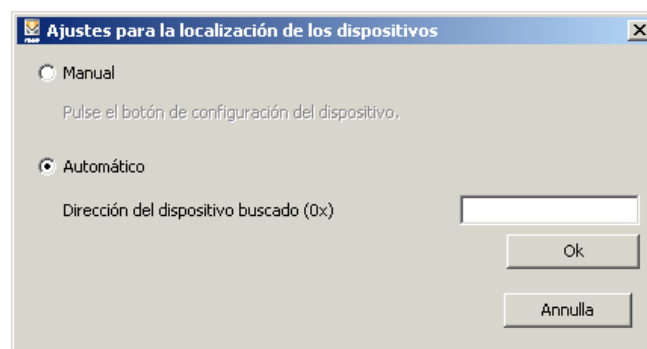 Ajustes para la localización de los dispositivos
Manual
Pulse el botón de configuración del dispositivo.
Automático
Dirección del dispositivo buscado (0x)
Ok
Annulla